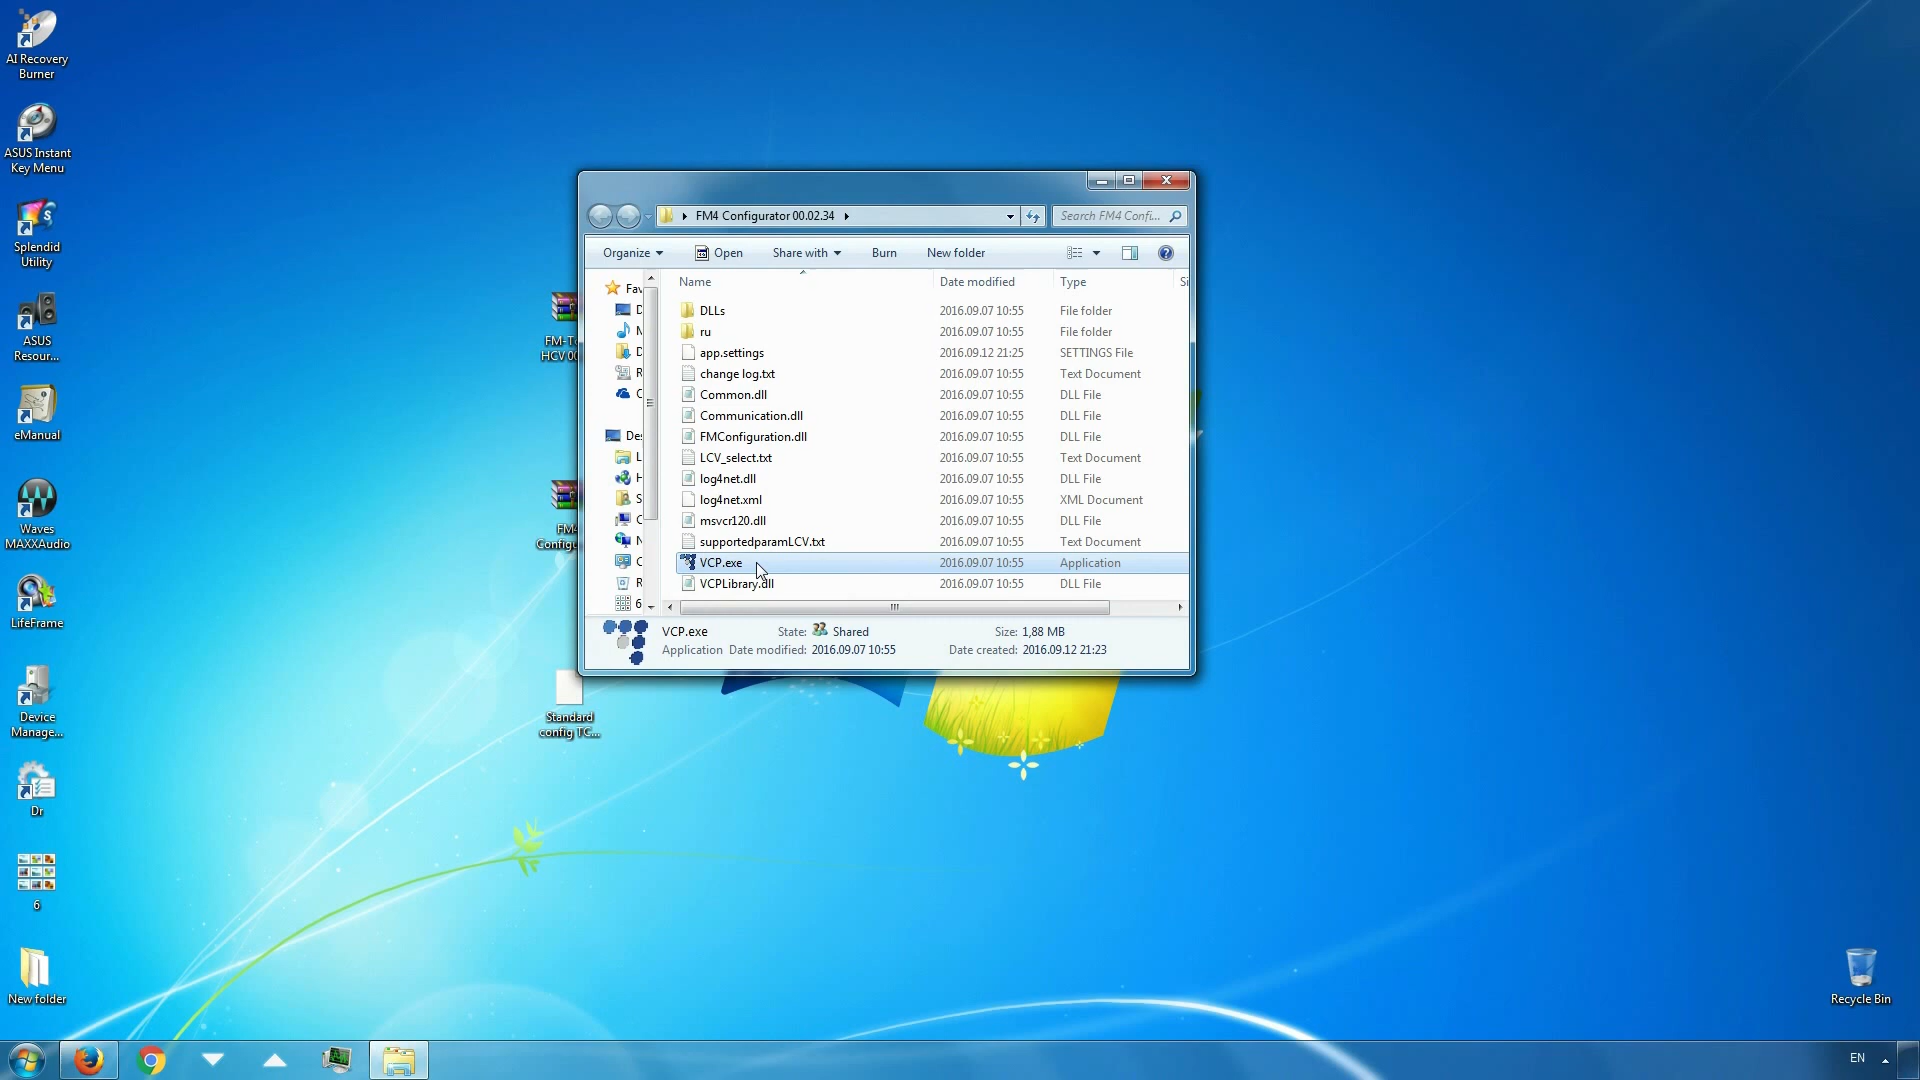 AI Recovery
Burner
ASUS Instant
Key Menu
Splendid
Utility
ASUS
Resour...
eManual
Waves
MAXXAudio
LifeFrame
Device
Manage...
Dr
6
New folder
HCV 00
FM4
Configu
Standard
config TC...
FM4 Configurator 00.02.34
Search FM4 Confi...
Organize
Open
Share with
Burn
New folder
Name
Date modified
Type
Si
Fav
Des
6
DLLs 2016.09.07 10:55 File folder
ru 2016.09.07 10:55 File folder
app.settings 2016.09.12 21:25 SETTINGS File
change log.txt 2016.09.07 10:55 Text Document
Common.dll 2016.09.07 10:55 DLL File
Communication.dll 2016.09.07 10:55 DLL File
FMConfiguration.dll 2016.09.07 10:55 DLL File
LCV_select.txt 2016.09.07 10:55 Text Document
log4net.dll 2016.09.07 10:55 DLL File
log4net.xml 2016.09.07 10:55 XML Document
msvcr120.dll 2016.09.07 10:55 DLL File
supportedparamLCV.txt 2016.09.07 10:55 Text Document
VCP.exe 2016.09.07 10:55 Application
VCPLibrary.dll 2016.09.07 10:55 DLL File
VCP.exe State: Shared Size: 1,88 MB
Application Date modified: 2016.09.07 10:55 Date created: 2016.09.12 21:23
Recycle Bin
EN